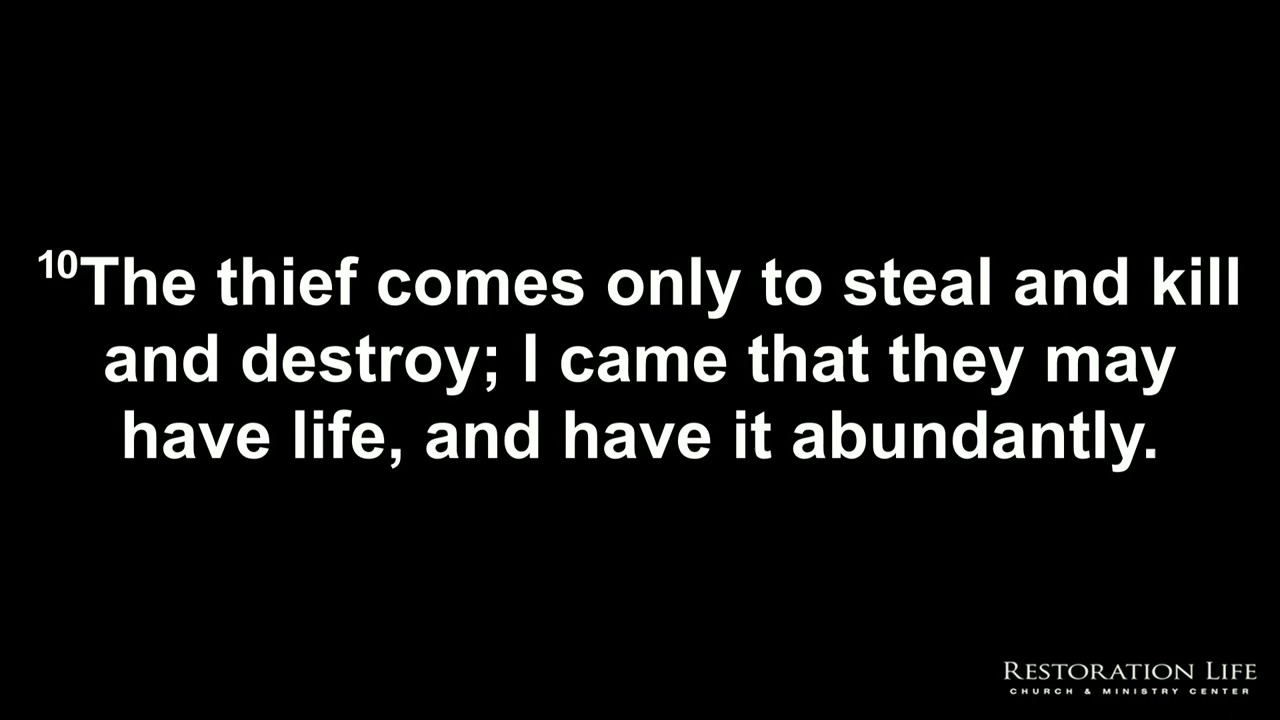 10The thief comes only to steal and kill
and destroy; I came that they may
have life, and have it abundantly.
RESTORATION LIFE
CHURCH & MINISTRY CENTER